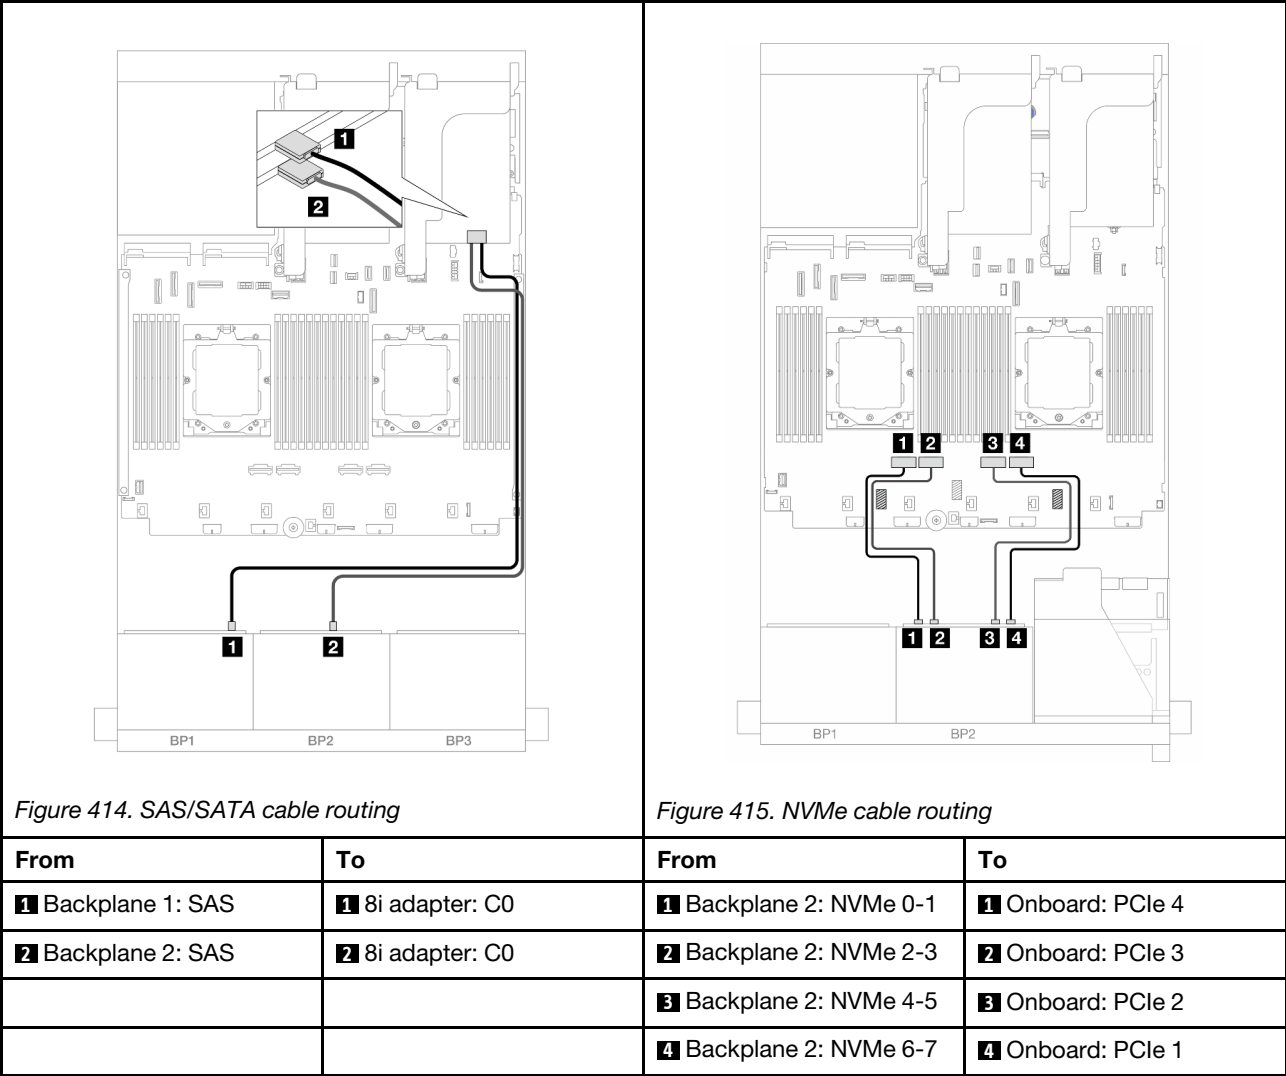 1
2
1
2
BP1 BP2 BP3
Figure 414. SAS/SATA cable routing
1 2 3 4
1 2 3 4
BP1 BP2
Figure 415. NVMe cable routing
From To From To
1 Backplane 1: SAS 1 8i adapter: C0 1 Backplane 2: NVMe 0-1 1 Onboard: PCIe 4
2 Backplane 2: SAS 2 8i adapter: C0 2 Backplane 2: NVMe 2-3 2 Onboard: PCIe 3
3 Backplane 2: NVMe 4-5 3 Onboard: PCIe 2
4 Backplane 2: NVMe 6-7 4 Onboard: PCIe 1